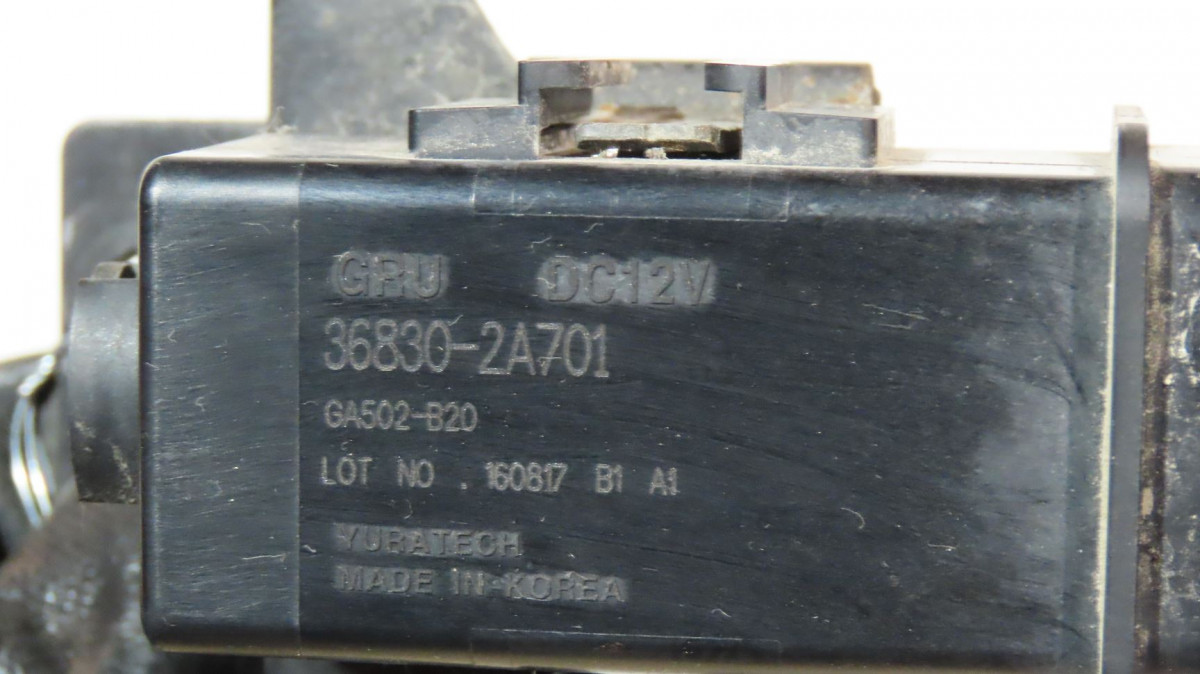 GRU DC12V
36830-2A701
GA502-B20
LOT NO . 160817 B1 A1
YURATECH
MADE IN-KOREA